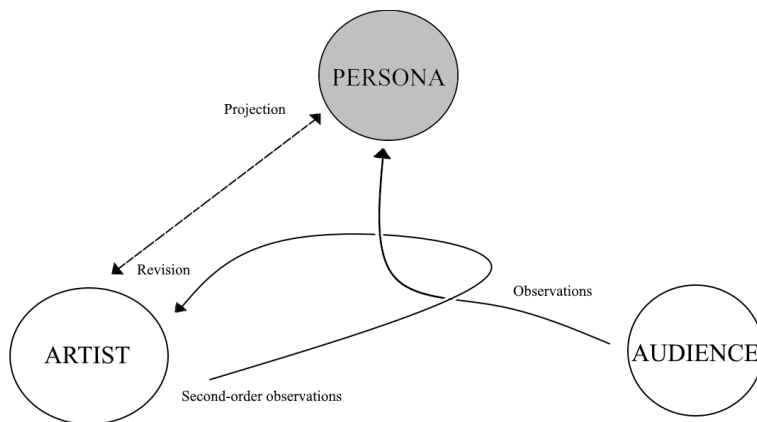 PERSONA
Projection
Revision
Observations
ARTIST
AUDIENCE
Second-order observations